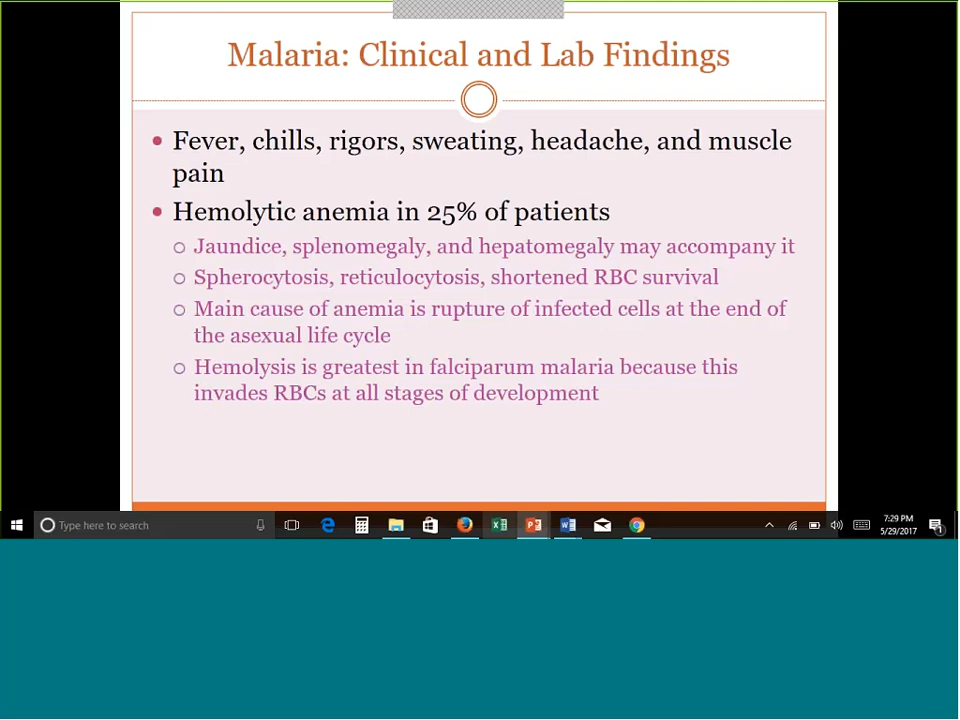 Malaria: Clinical and Lab Findings
Fever, chills, rigors, sweating, headache, and muscle
pain
Hemolytic anemia in 25% of patients
Jaundice, splenomegaly, and hepatomegaly may accompany it
Spherocytosis, reticulocytosis, shortened RBC survival
Main cause of anemia is rupture of infected cells at the end of
the asexual life cycle
Hemolysis is greatest in falciparum malaria because this
invades RBCs at all stages of development
Type here to search
7:29 PM
5/29/2017
1